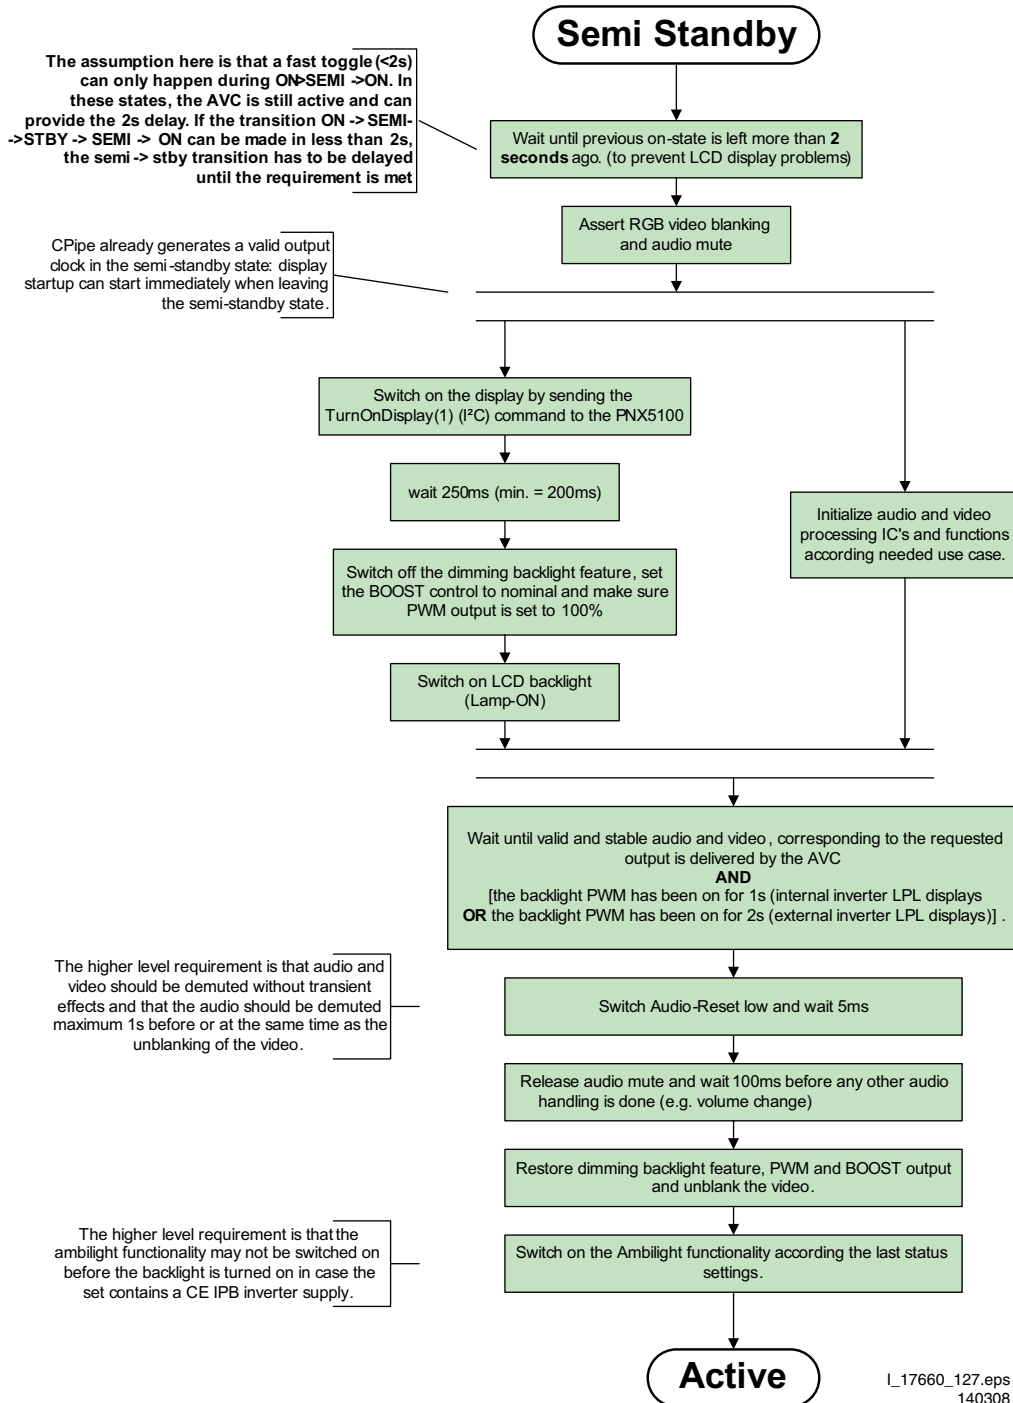 Semi Standby
The assumption here is that a fast toggle (<2s)
can only happen during ON->SEMI ->ON. In
these states, the AVC is still active and can
provide the 2s delay. If the transition ON -> SEMI-
->STBY -> SEMI -> ON can be made in less than 2s,
the semi -> stby transition has to be delayed
until the requirement is met
Wait until previous on-state is left more than 2
seconds ago. (to prevent LCD display problems)
Assert RGB video blanking
and audio mute
CPipe already generates a valid output
clock in the semi-standby state: display
startup can start immediately when leaving
the semi-standby state.
Switch on the display by sending the
TurnOnDisplay(1) (I²C) command to the PNX5100
wait 250ms (min. = 200ms)
Initialize audio and video
processing IC's and functions
according needed use case.
Switch off the dimming backlight feature, set
the BOOST control to nominal and make sure
PWM output is set to 100%
Switch on LCD backlight
(Lamp-ON)
Wait until valid and stable audio and video, corresponding to the requested
output is delivered by the AVC
AND
[the backlight PWM has been on for 1s (internal inverter LPL displays
OR the backlight PWM has been on for 2s (external inverter LPL displays)] .
The higher level requirement is that audio and
video should be demuted without transient
effects and that the audio should be demuted
maximum 1s before or at the same time as the
unblanking of the video.
Switch Audio-Reset low and wait 5ms
Release audio mute and wait 100ms before any other audio
handling is done (e.g. volume change)
Restore dimming backlight feature, PWM and BOOST output
and unblank the video.
The higher level requirement is that the
ambilight functionality may not be switched on
before the backlight is turned on in case the
set contains a CE IPB inverter supply.
Switch on the Ambilight functionality according the last status
settings.
Active
I_17660_127.eps
140308